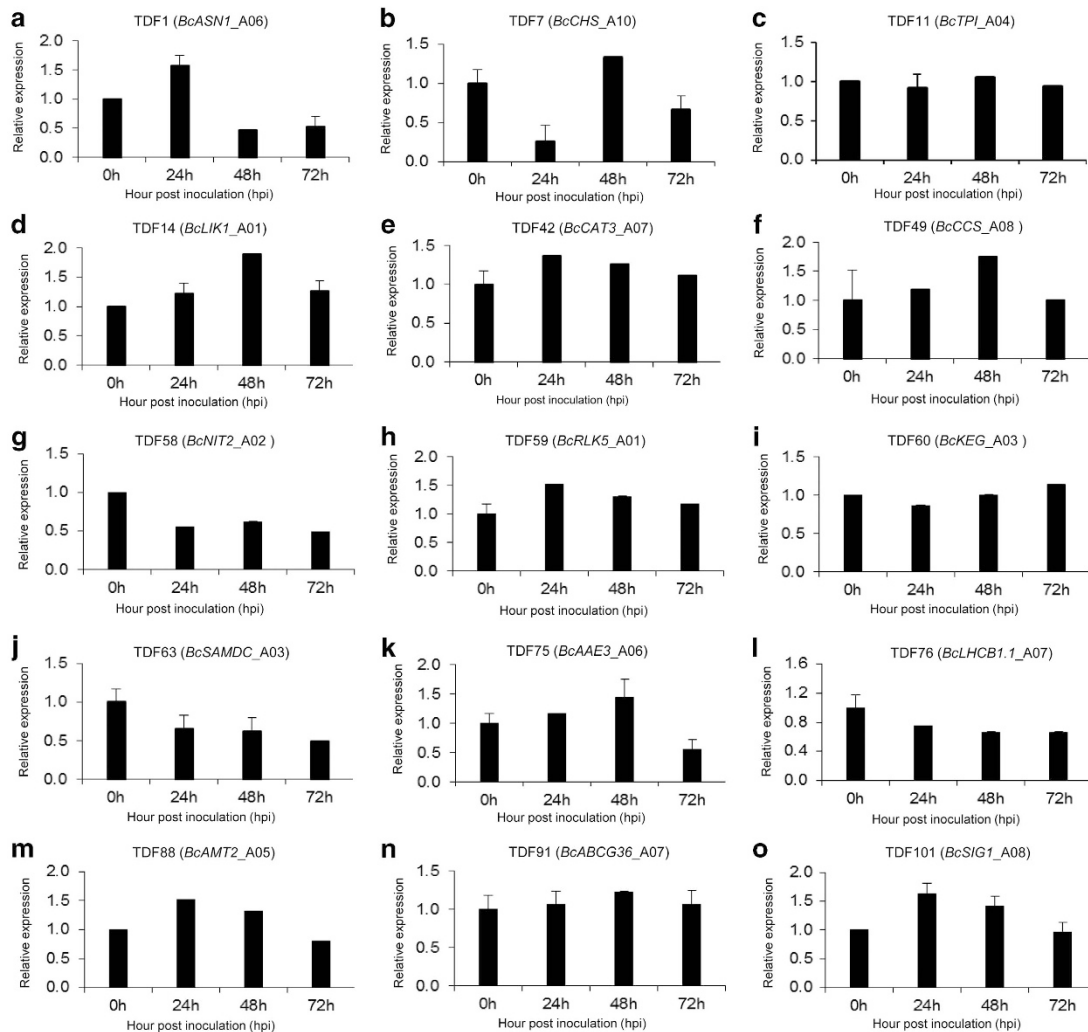 a
TDF1 (BcASN1_A06)
Relative expression
2.0
1.5
1.0
0.5
0.0
0h 24h 48h 72h
Hour post inoculation (hpi)
b
TDF7 (BcCHS_A10)
Relative expression
1.5
1.0
0.5
0.0
0h 24h 48h 72h
Hour post inoculation (hpi)
c
TDF11 (BcTPI_A04)
Relative expression
1.5
1.0
0.5
0.0
0h 24h 48h 72h
Hour post inoculation (hpi)
d
TDF14 (BcLIK1_A01)
Relative expression
2.0
1.5
1.0
0.5
0.0
0h 24h 48h 72h
Hour post inoculation (hpi)
e
TDF42 (BcCAT3_A07)
Relative expression
1.5
1.0
0.5
0.0
0h 24h 48h 72h
Hour post inoculation (hpi)
f
TDF49 (BcCCS_A08 )
Relative expression
2.0
1.5
1.0
0.5
0.0
0h 24h 48h 72h
Hour post inoculation (hpi)
g
TDF58 (BcNIT2_A02 )
Relative expression
1.5
1.0
0.5
0.0
0h 24h 48h 72h
Hour post inoculation (hpi)
h
TDF59 (BcRLK5_A01)
Relative expression
2.0
1.5
1.0
0.5
0.0
0h 24h 48h 72h
Hour post inoculation (hpi)
i
TDF60 (BcKEG_A03 )
Relative expression
1.5
1.0
0.5
0.0
0h 24h 48h 72h
Hour post inoculation (hpi)
j
TDF63 (BcSAMDC_A03)
Relative expression
1.5
1.0
0.5
0.0
0h 24h 48h 72h
Hour post inoculation (hpi)
k
TDF75 (BcAAE3_A06)
Relative expression
2.0
1.5
1.0
0.5
0.0
0h 24h 48h 72h
Hour post inoculation (hpi)
l
TDF76 (BcLHCB1.1_A07)
Relative expression
1.6
1.2
0.8
0.4
0.0
0h 24h 48h 72h
Hour post inoculation (hpi)
m
TDF88 (BcAMT2_A05)
Relative expression
2.0
1.5
1.0
0.5
0.0
0h 24h 48h 72h
Hour post inoculation (hpi)
n
TDF91 (BcABCG36_A07)
Relative expression
2.0
1.5
1.0
0.5
0.0
0h 24h 48h 72h
Hour post inoculation (hpi)
o
TDF101 (BcSIG1_A08)
Relative expression
2.0
1.5
1.0
0.5
0.0
0h 24h 48h 72h
Hour post inoculation (hpi)